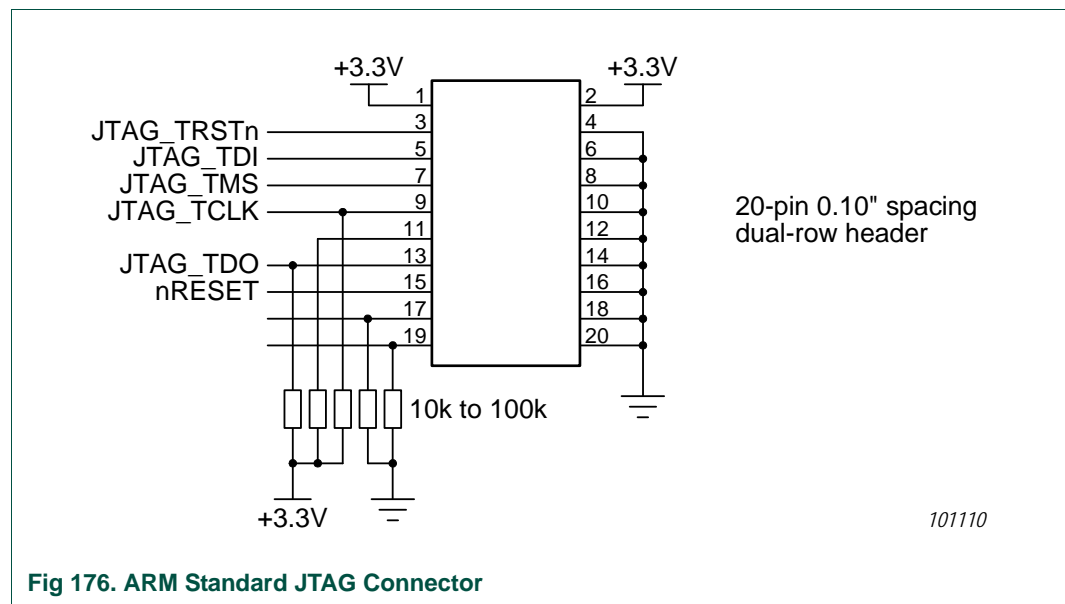 +3.3V +3.3V
1 2
JTAG_TRSTn 3 4
JTAG_TDI 5 6
JTAG_TMS 7 8
JTAG_TCLK 9 10
11 12
JTAG_TDO 13 14
nRESET 15 16
17 18
19 20
20-pin 0.10" spacing
dual-row header
10k to 100k
+3.3V
101110
Fig 176. ARM Standard JTAG Connector